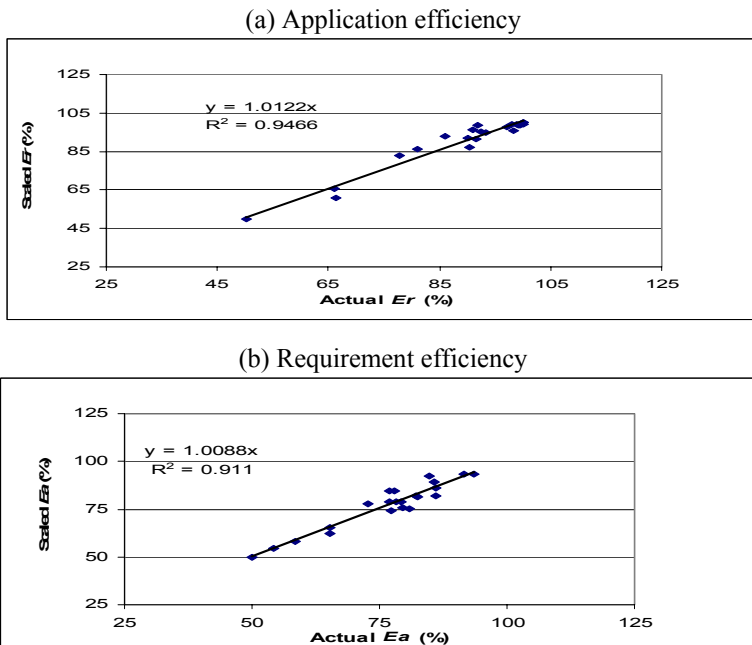 (a) Application efficiency
125
105
85
65
45
25
y = 1.0122x
R² = 0.9466
Scaled Er (%)
25 45 65 85 105 125
Actual Er (%)
(b) Requirement efficiency
125
100
75
50
25
y = 1.0088x
R² = 0.911
Scaled Ea (%)
25 50 75 100 125
Actual Ea (%)